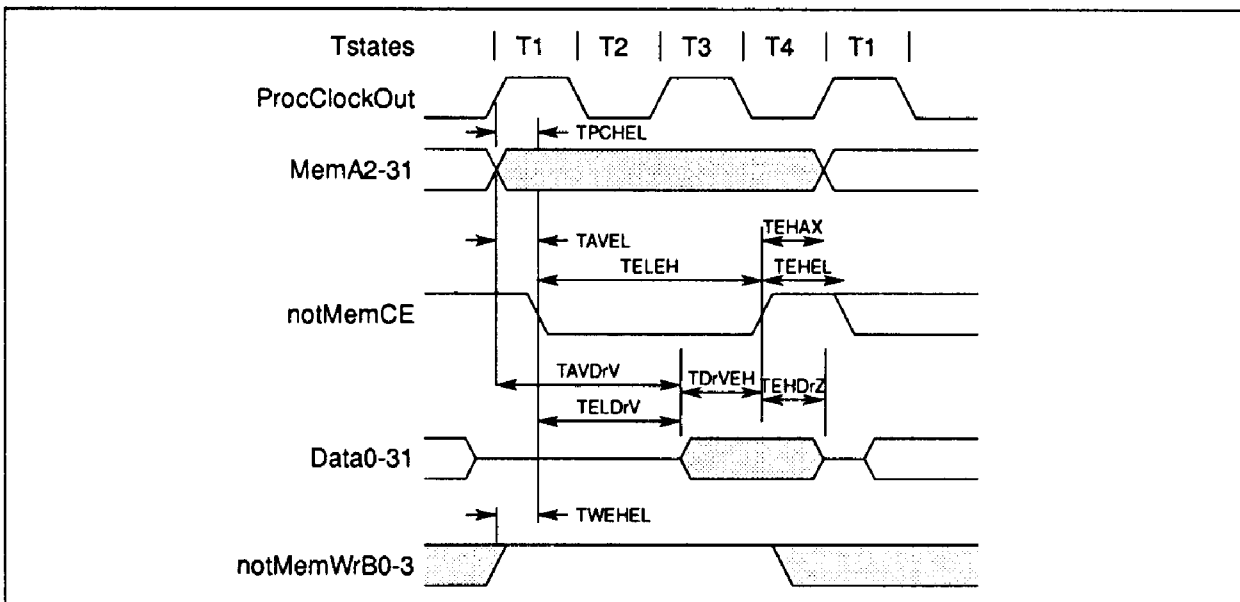 Tstates | T1 | T2 | T3 | T4 | T1 |
ProcClockOut
TPCHEL
MemA2-31
TEHAX
TAVEL
TELEH
TEHEL
notMemCE
TAVDrV
TDrVEH
TEHDrZ
TELDrV
Data0-31
TWEHEL
notMemWrB0-3